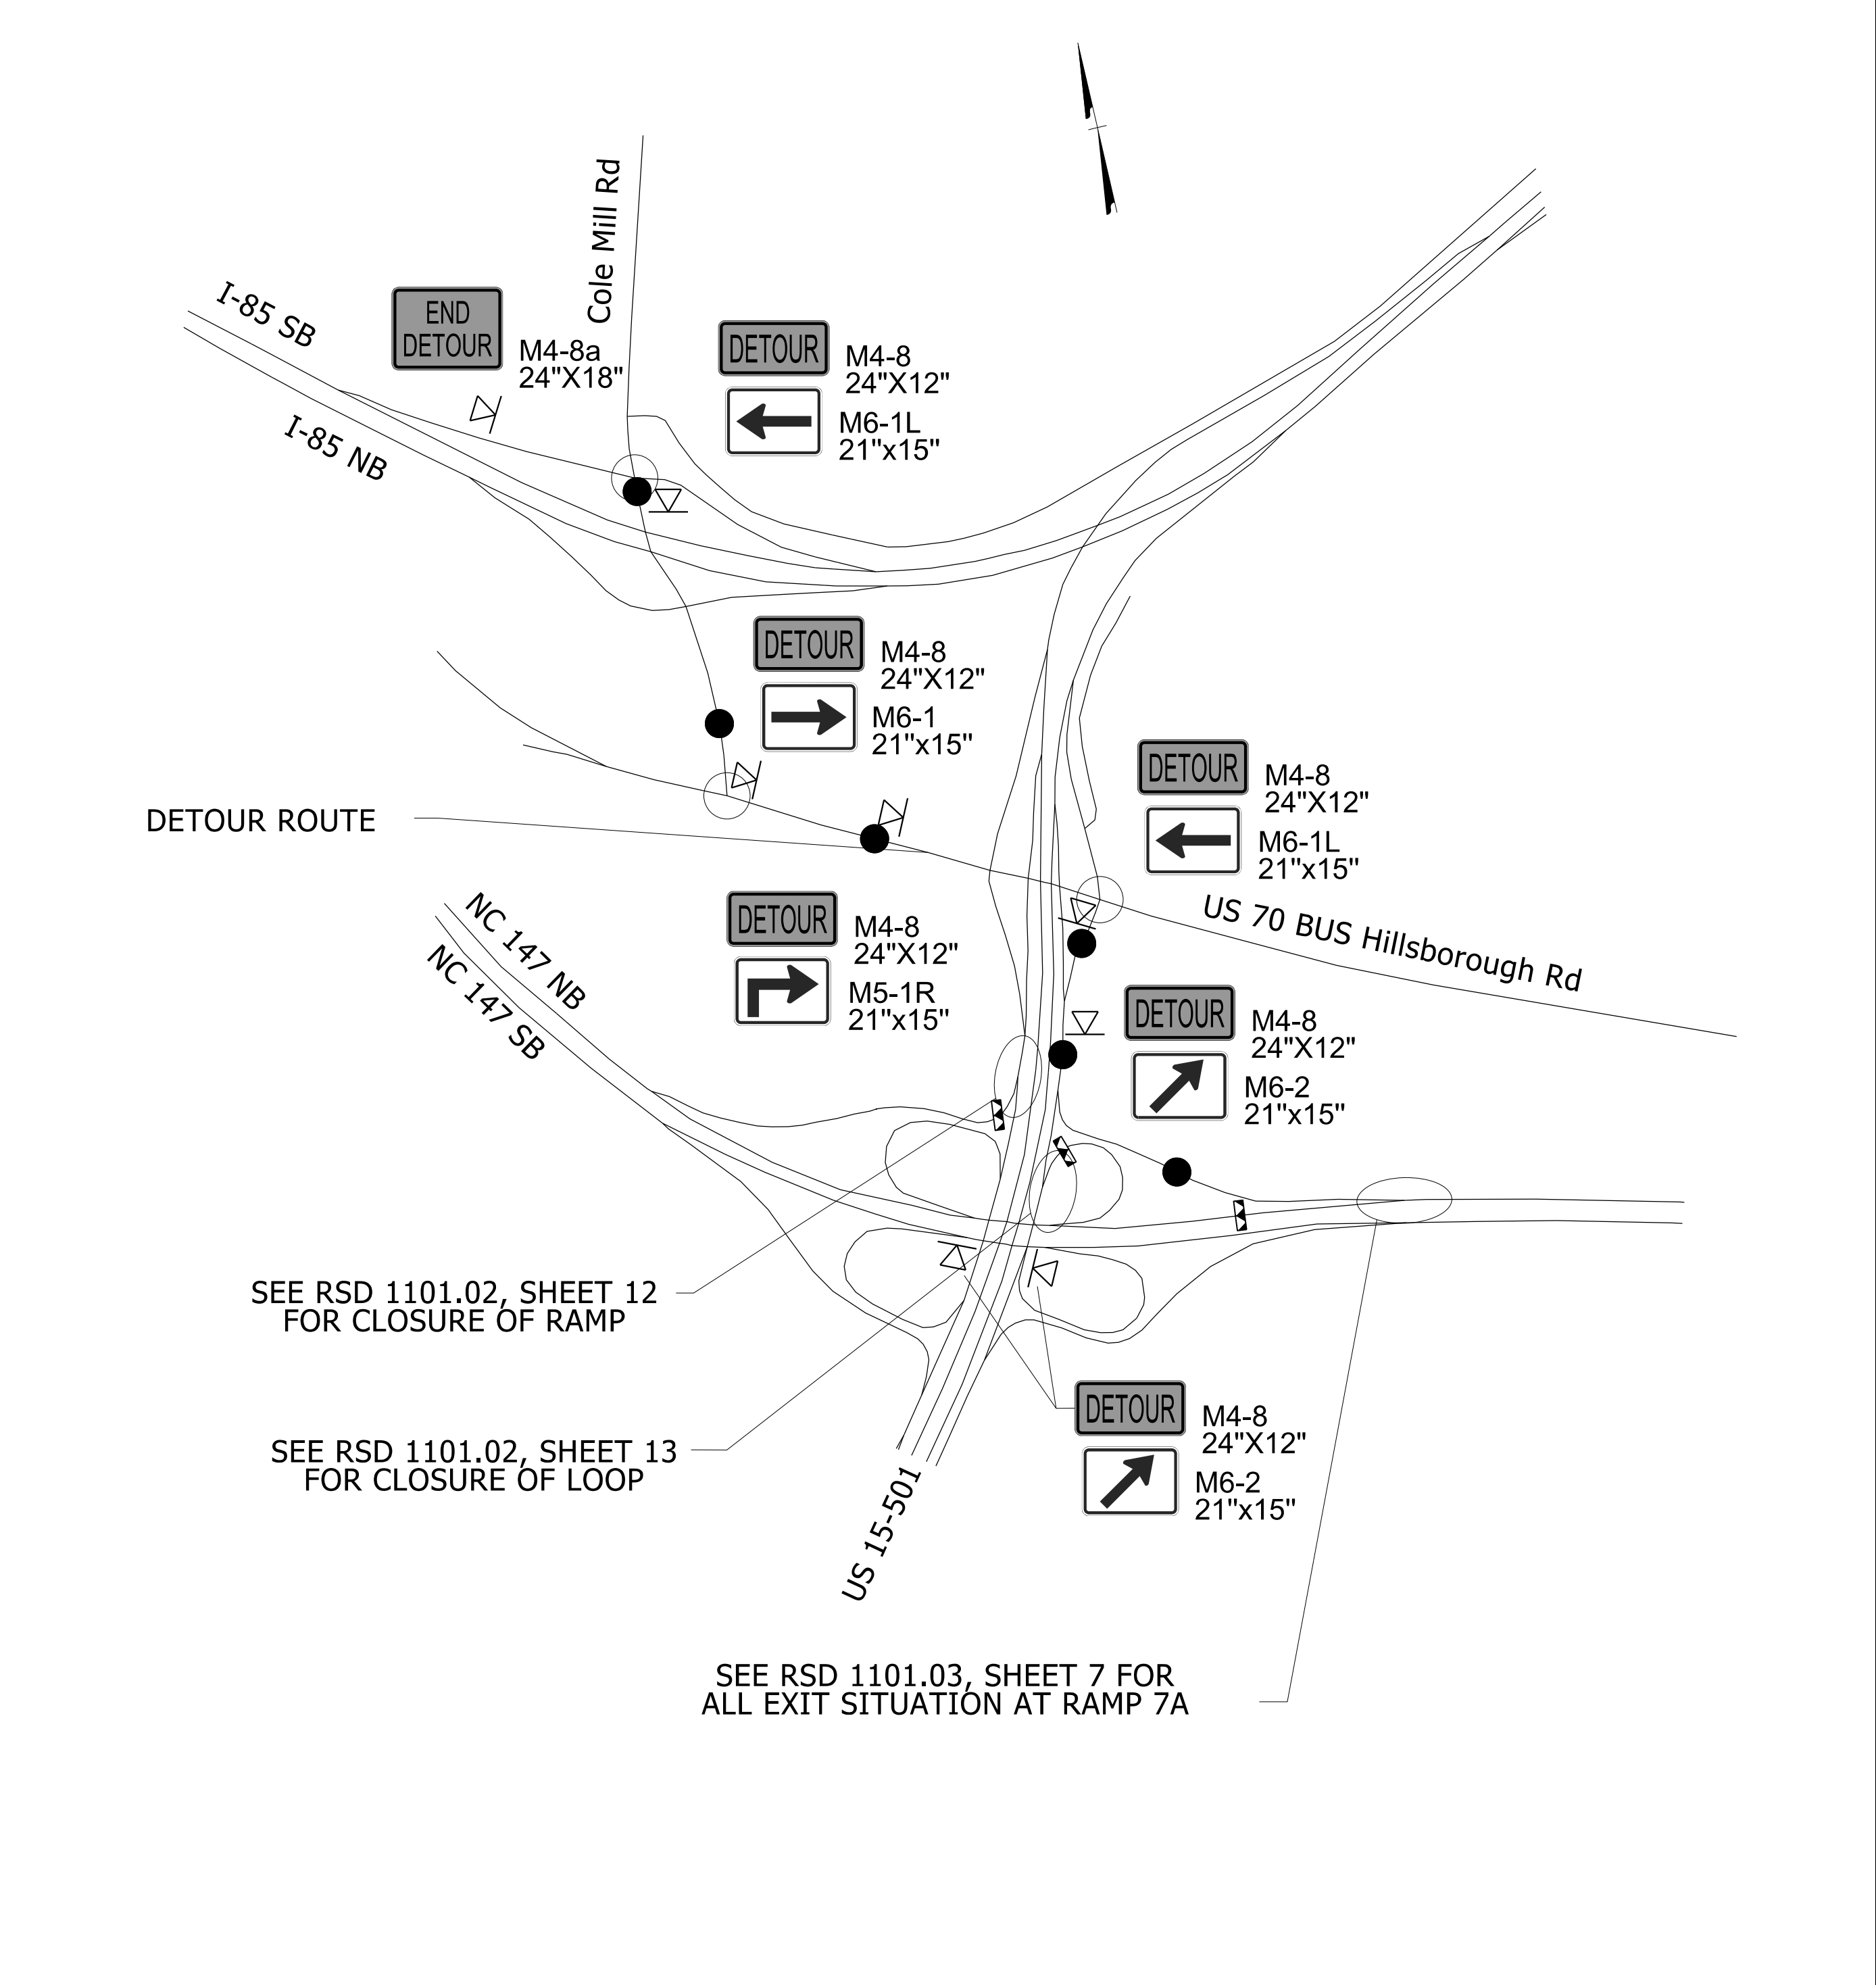 Cole Mill Rd
I-85 SB
I-85 NB
END
DETOUR
M4-8a
24"X18"
DETOUR
M4-8
24"X12"
M6-1L
21"x15"
DETOUR
M4-8
24"X12"
M6-1
21"x15"
DETOUR ROUTE
DETOUR
M4-8
24"X12"
M6-1L
21"x15"
US 70 BUS Hillsborough Rd
NC 147 NB
NC 147 SB
DETOUR
M4-8
24"X12"
M5-1R
21"x15"
DETOUR
M4-8
24"X12"
M6-2
21"x15"
SEE RSD 1101.02, SHEET 12
FOR CLOSURE OF RAMP
SEE RSD 1101.02, SHEET 13
FOR CLOSURE OF LOOP
DETOUR
M4-8
24"X12"
M6-2
21"x15"
US 15-501
SEE RSD 1101.03, SHEET 7 FOR
ALL EXIT SITUATION AT RAMP 7A